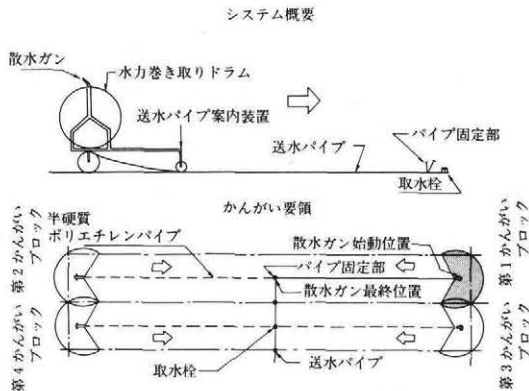 システム概要
散水ガン
水力巻き取りドラム
送水パイプ案内装置
送水パイプ
パイプ固定部
取水栓
かんがい要領
半硬質
ポリエチレンパイプ
散水ガン始動位置
パイプ固定部
散水ガン最終位置
第2かんがい
ブロック
第1かんがい
ブロック
第4かんがい
ブロック
第3かんがい
ブロック
取水栓
送水パイプ